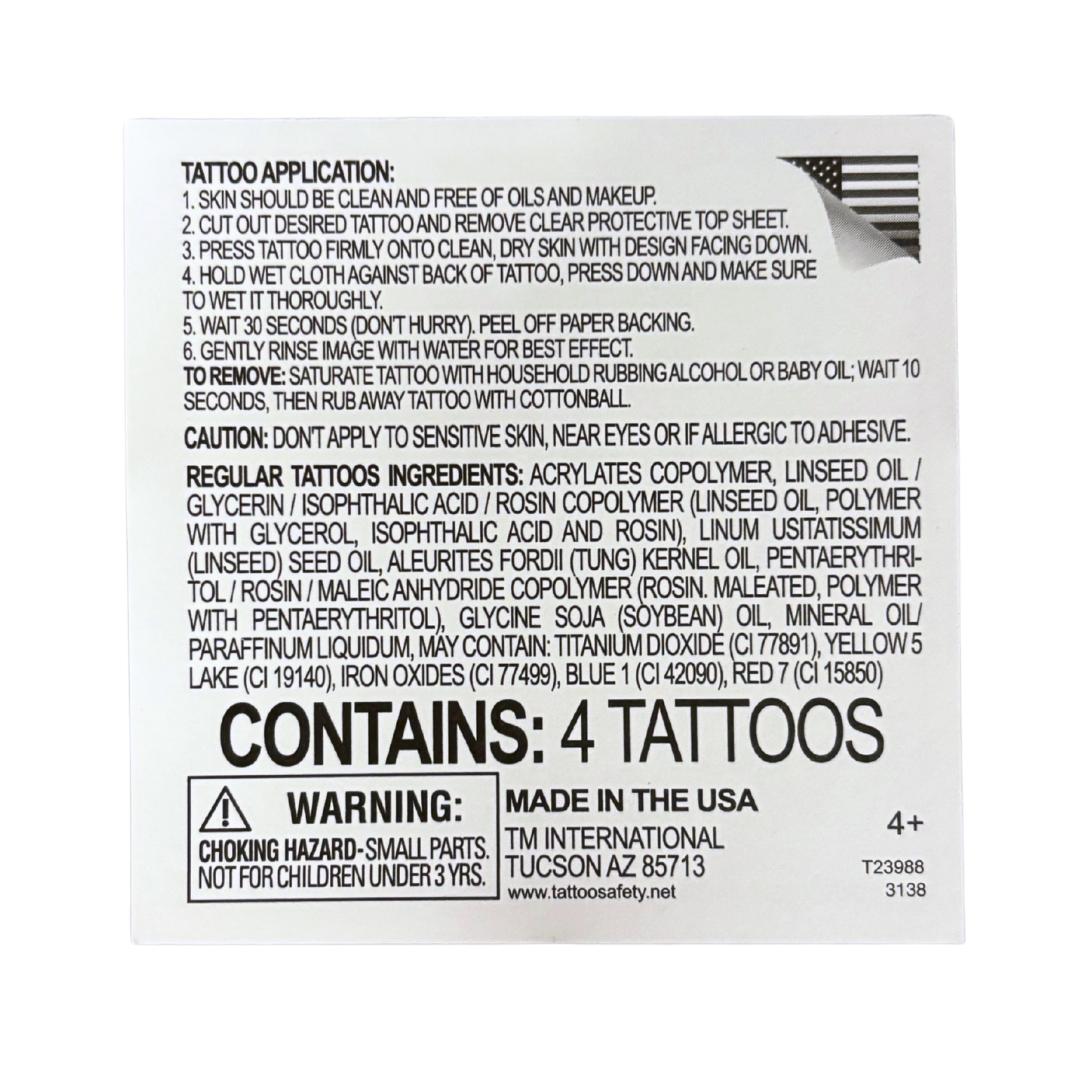 TATTOO APPLICATION:
1. SKIN SHOULD BE CLEAN AND FREE OF OILS AND MAKEUP.
2. CUT OUT DESIRED TATTOO AND REMOVE CLEAR PROTECTIVE TOP SHEET.
3. PRESS TATTOO FIRMLY ONTO CLEAN, DRY SKIN WITH DESIGN FACING DOWN.
4. HOLD WET CLOTH AGAINST BACK OF TATTOO, PRESS DOWN AND MAKE SURE
TO WET IT THOROUGHLY.
5. WAIT 30 SECONDS (DON'T HURRY). PEEL OFF PAPER BACKING.
6. GENTLY RINSE IMAGE WITH WATER FOR BEST EFFECT.
TO REMOVE: SATURATE TATTOO WITH HOUSEHOLD RUBBING ALCOHOL OR BABY OIL; WAIT 10
SECONDS, THEN RUB AWAY TATTOO WITH COTTONBALL.
CAUTION: DON'T APPLY TO SENSITIVE SKIN, NEAR EYES OR IF ALLERGIC TO ADHESIVE.
REGULAR TATTOOS INGREDIENTS: ACRYLATES COPOLYMER, LINSEED OIL /
GLYCERIN / ISOPHTHALIC ACID / ROSIN COPOLYMER (LINSEED OIL, POLYMER
WITH GLYCEROL, ISOPHTHALIC ACID AND ROSIN), LINUM USITATISSIMUM
(LINSEED) SEED OIL, ALEURITES FORDII (TUNG) KERNEL OIL, PENTAERYTHRI-
TOL / ROSIN / MALEIC ANHYDRIDE COPOLYMER (ROSIN. MALEATED, POLYMER
WITH PENTAERYTHRITOL), GLYCINE SOJA (SOYBEAN) OIL, MINERAL OIL/
PARAFFINUM LIQUIDUM, MAY CONTAIN: TITANIUM DIOXIDE (CI 77891), YELLOW 5
LAKE (CI 19140), IRON OXIDES (CI 77499), BLUE 1 (CI 42090), RED 7 (CI 15850)
CONTAINS: 4 TATTOOS
WARNING:
CHOKING HAZARD-SMALL PARTS.
NOT FOR CHILDREN UNDER 3 YRS.
MADE IN THE USA
TM INTERNATIONAL
TUCSON AZ 85713
www.tattoosafety.net
4+
T23988
3138